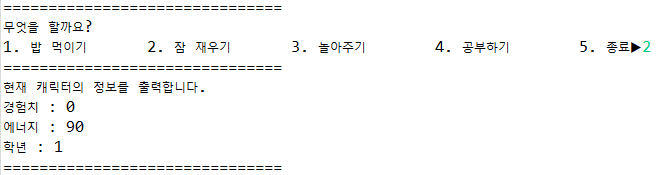 ===============================
무엇을 할까요?
1. 밥 먹이기 2. 잠 재우기 3. 놀아주기 4. 공부하기 5. 종료▶2
===============================
현재 캐릭터의 정보를 출력합니다.
경험치 : 0
에너지 : 90
학년 : 1
===============================